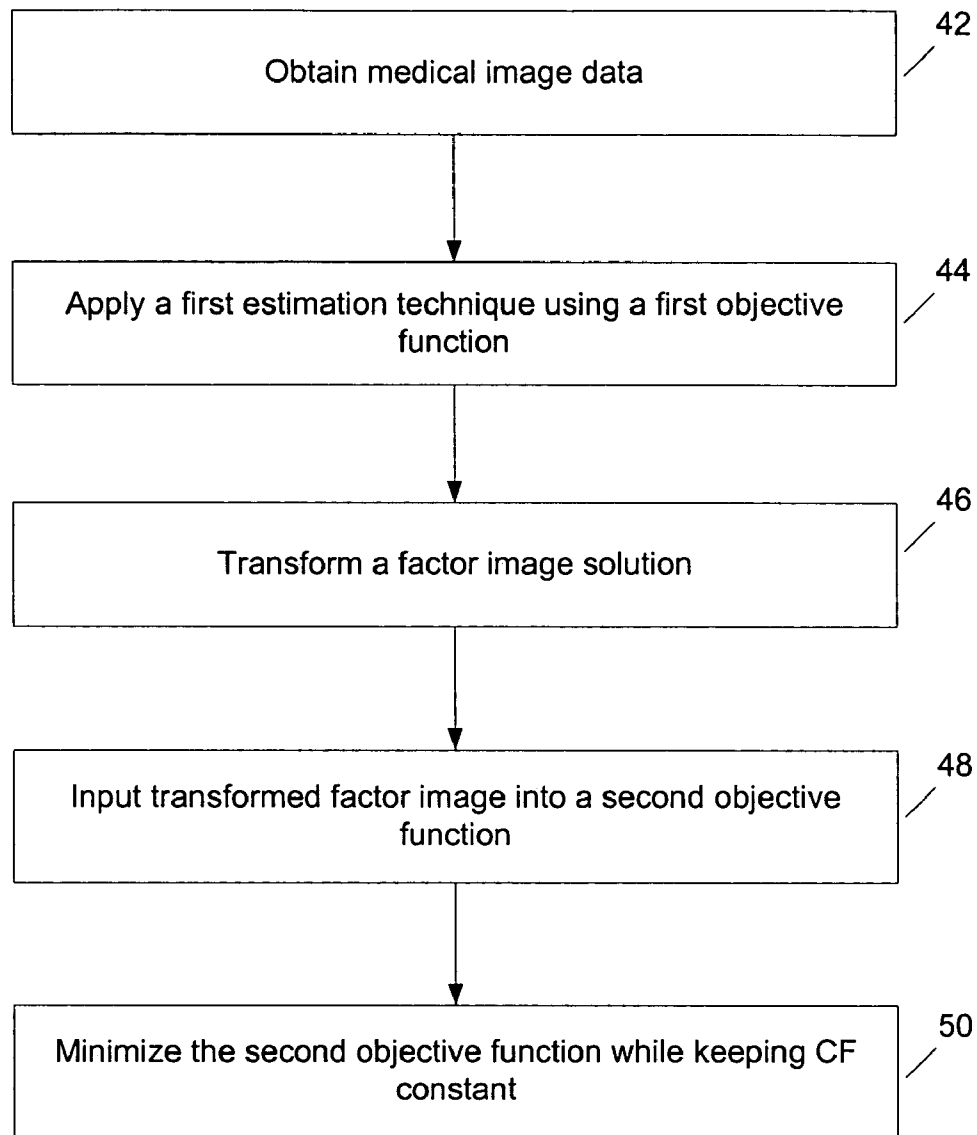 42
Obtain medical image data
44
Apply a first estimation technique using a first objective
function
46
Transform a factor image solution
48
Input transformed factor image into a second objective
function
50
Minimize the second objective function while keeping CF
constant